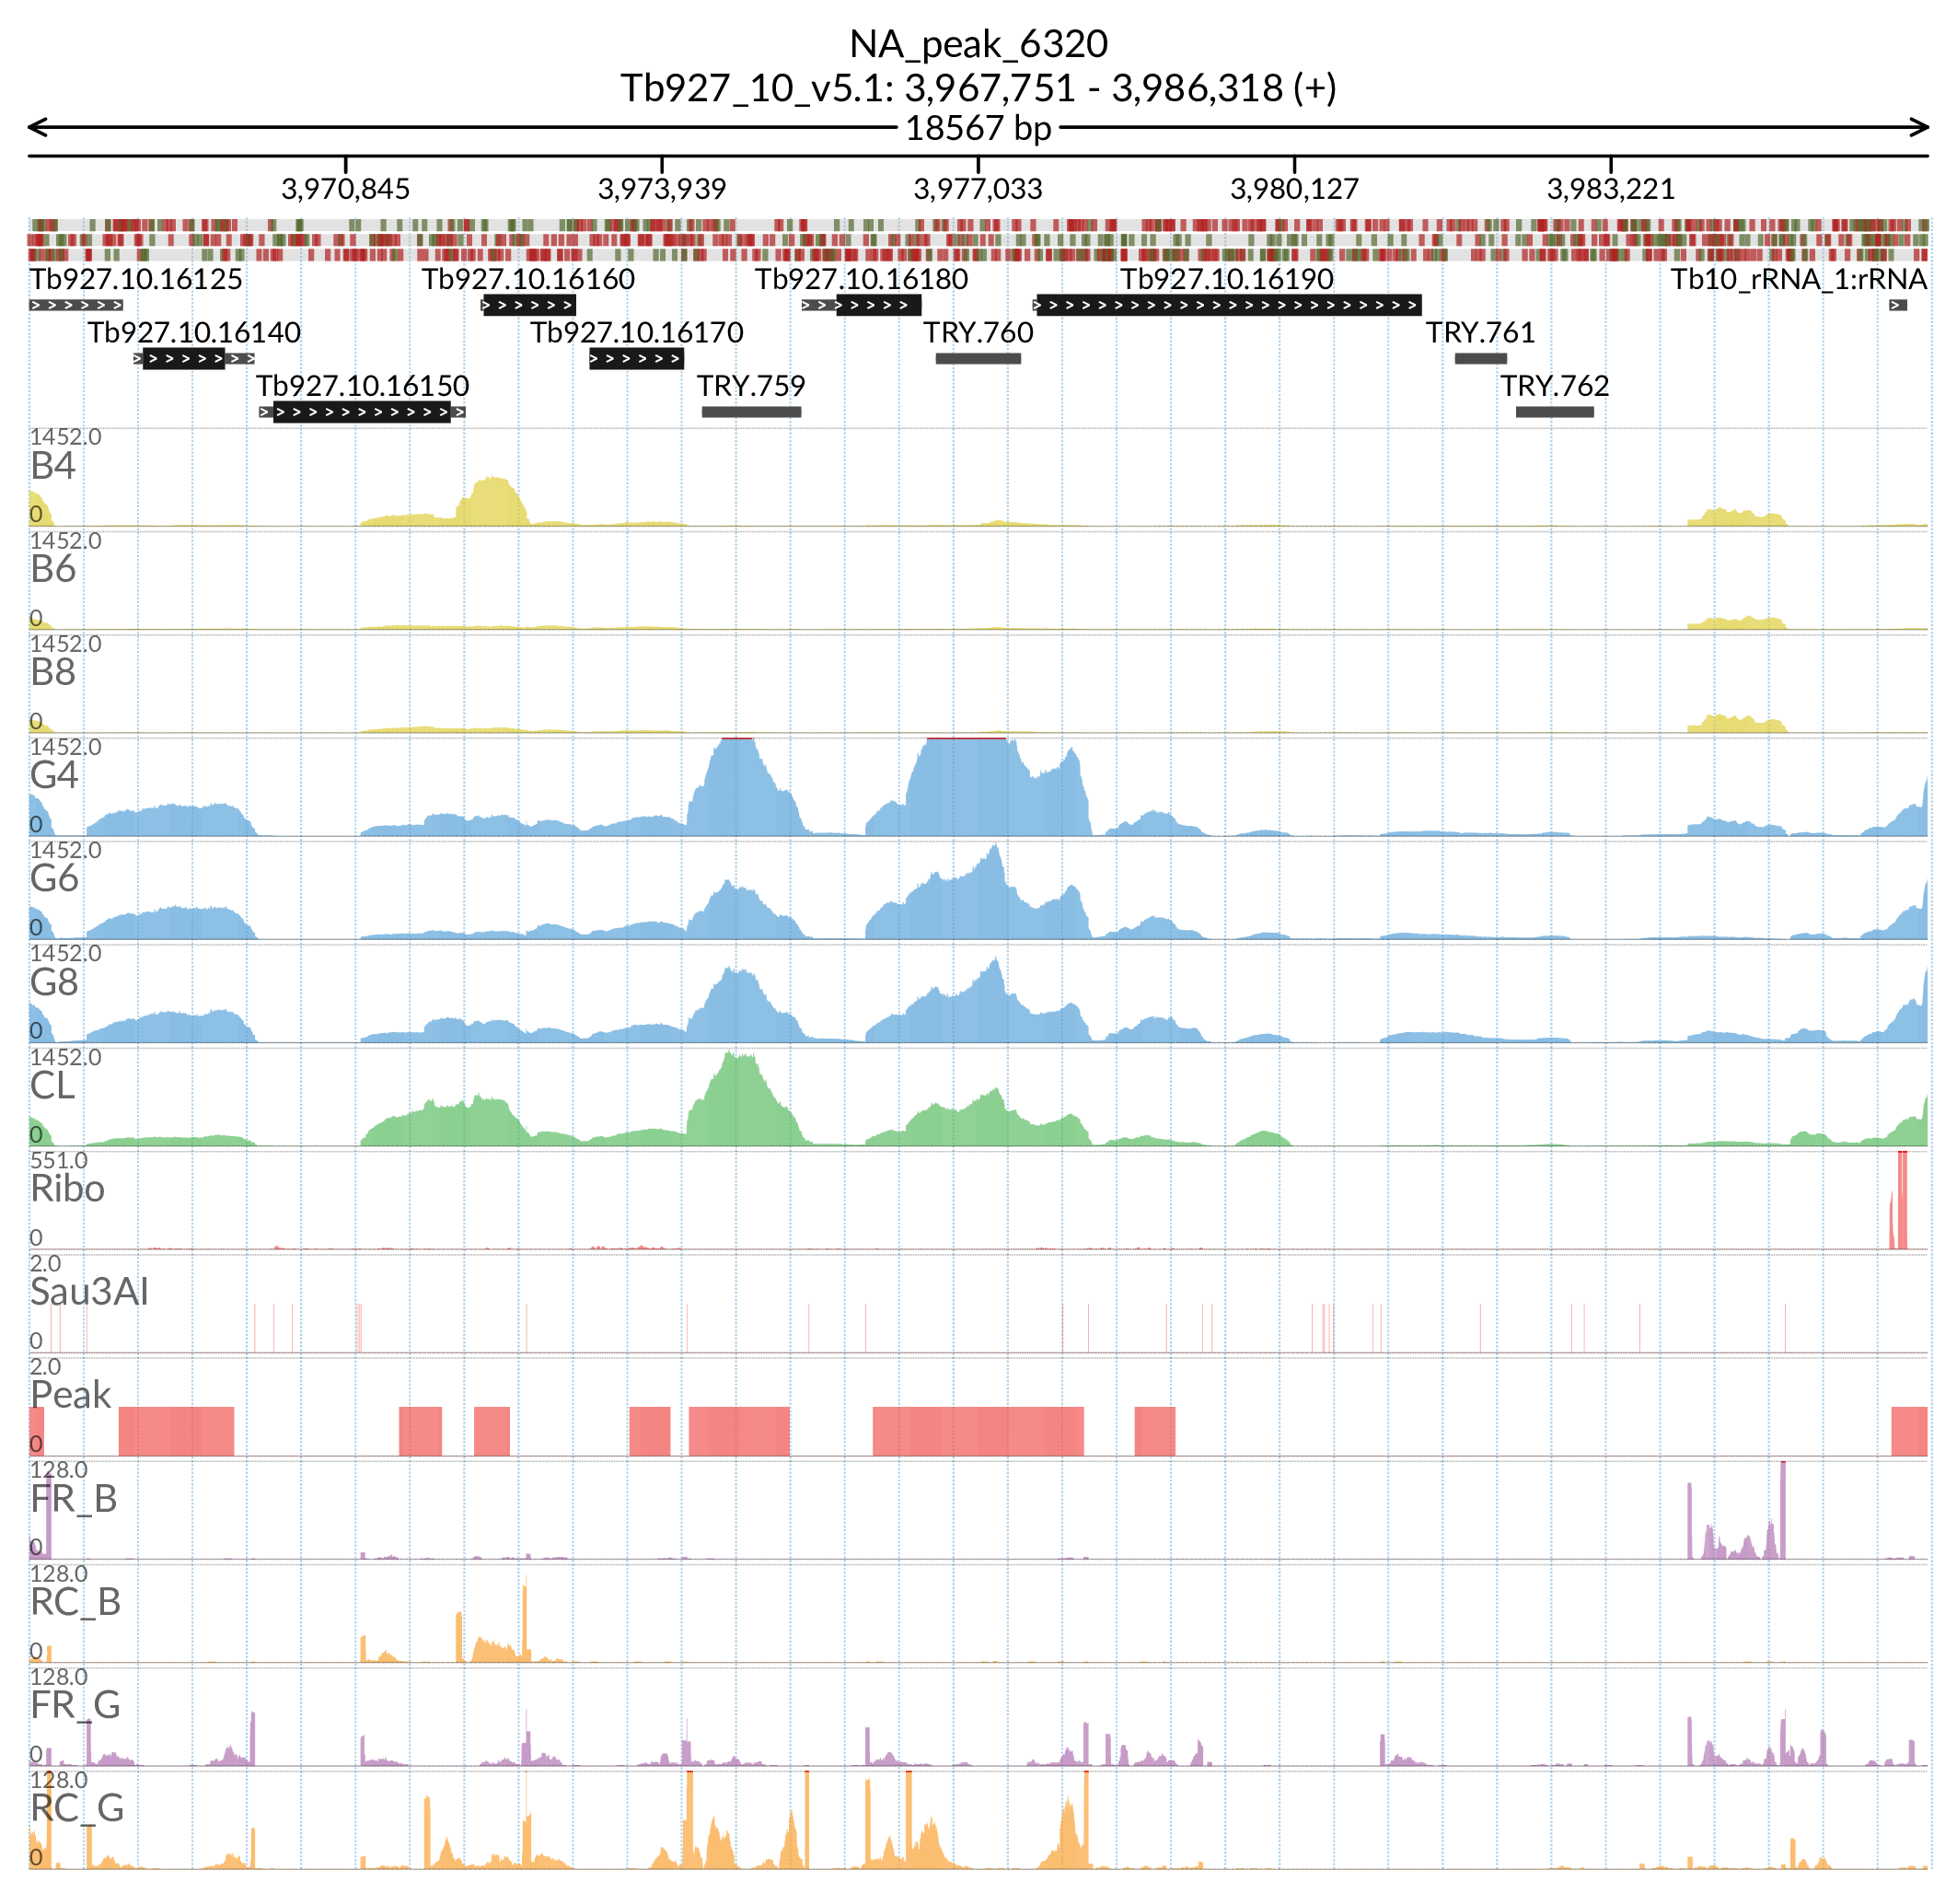 NA_peak_6320
Tb927_10_v5.1: 3,967,751 - 3,986,318 (+)
18567 bp
3,970,845 3,973,939 3,977,033 3,980,127 3,983,221
Tb927.10.16125 Tb927.10.16160 Tb927.10.16180 Tb927.10.16190 Tb10_rRNA_1:rRNA
Tb927.10.16140 Tb927.10.16170 TRY.760 TRY.761
Tb927.10.16150 TRY.759 TRY.762
1452.0
B4
0
1452.0
B6
0
1452.0
B8
0
1452.0
G4
0
1452.0
G6
0
1452.0
G8
0
1452.0
CL
0
551.0
Ribo
0
2.0
Sau3AI
0
2.0
Peak
0
128.0
FR_B
0
128.0
RC_B
0
128.0
FR_G
0
128.0
RC_G
0